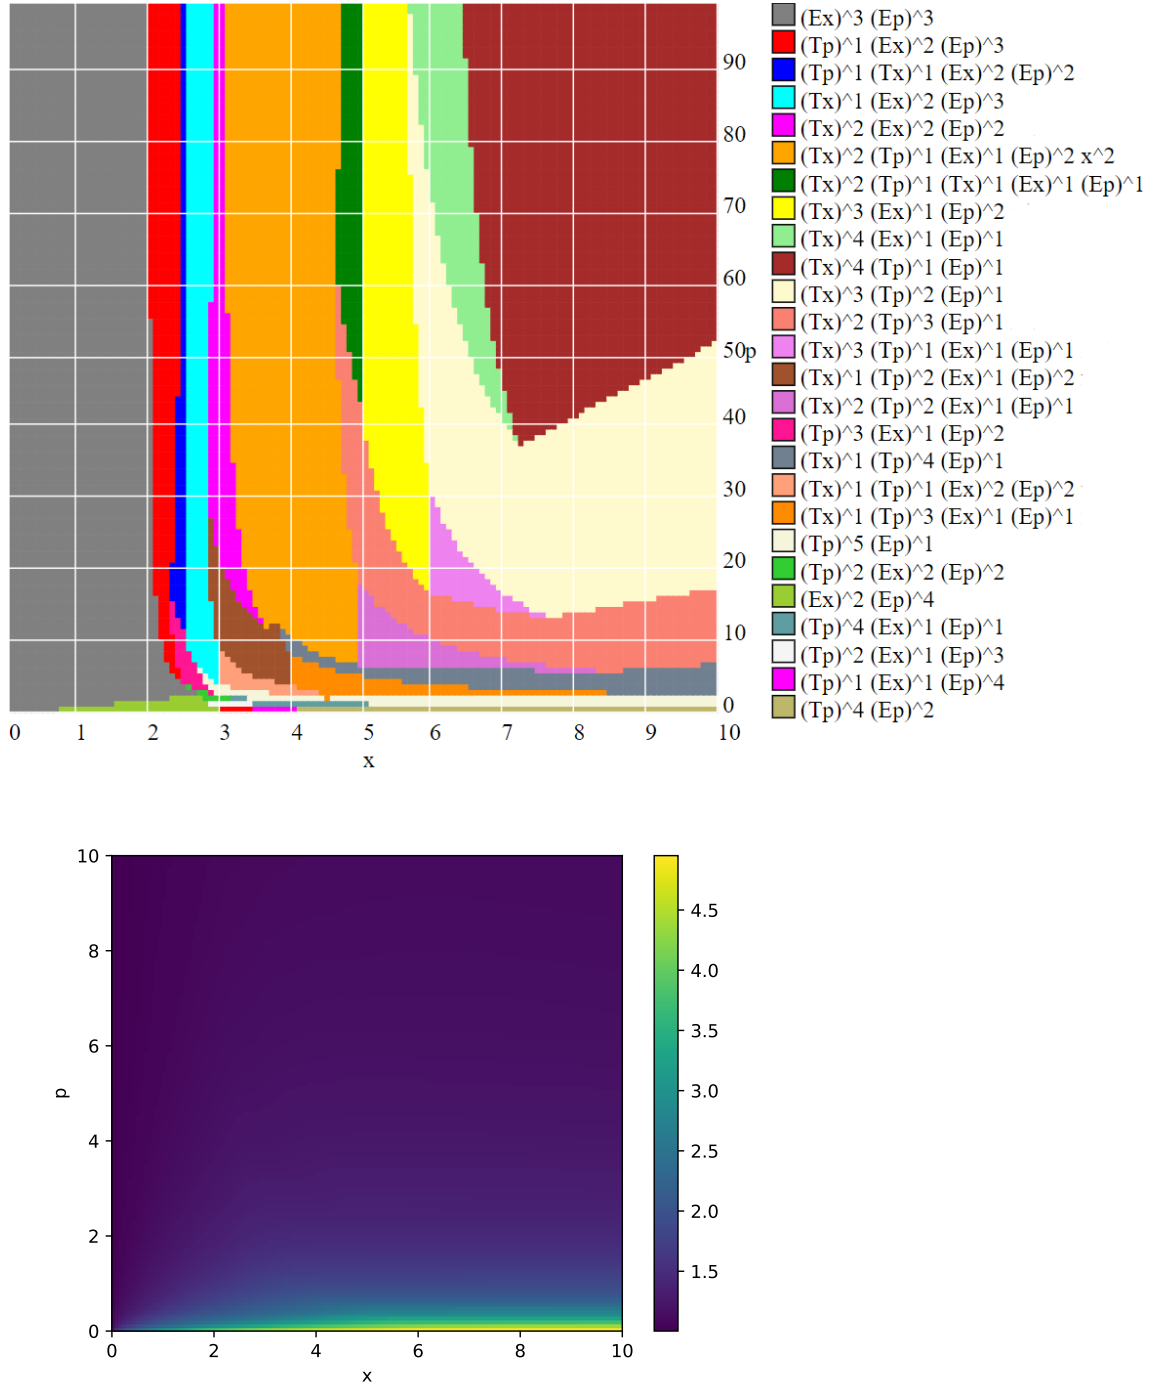 (Ex)^3 (Ep)^3
(Tp)^1 (Ex)^2 (Ep)^3
(Tp)^1 (Tx)^1 (Ex)^2 (Ep)^2
(Tx)^1 (Ex)^2 (Ep)^3
(Tx)^2 (Ex)^2 (Ep)^2
(Tx)^2 (Tp)^1 (Ex)^1 (Ep)^2 x^2
(Tx)^2 (Tp)^1 (Tx)^1 (Ex)^1 (Ep)^1
(Tx)^3 (Ex)^1 (Ep)^2
(Tx)^4 (Ex)^1 (Ep)^1
(Tx)^4 (Tp)^1 (Ep)^1
(Tx)^3 (Tp)^2 (Ep)^1
(Tx)^2 (Tp)^3 (Ep)^1
(Tx)^3 (Tp)^1 (Ex)^1 (Ep)^1
(Tx)^1 (Tp)^2 (Ex)^1 (Ep)^2
(Tx)^2 (Tp)^2 (Ex)^1 (Ep)^1
(Tp)^3 (Ex)^1 (Ep)^2
(Tx)^1 (Tp)^4 (Ep)^1
(Tx)^1 (Tp)^1 (Ex)^2 (Ep)^2
(Tx)^1 (Tp)^3 (Ex)^1 (Ep)^1
(Tp)^5 (Ep)^1
(Tp)^2 (Ex)^2 (Ep)^2
(Ex)^2 (Ep)^4
(Tp)^4 (Ex)^1 (Ep)^1
(Tp)^2 (Ex)^1 (Ep)^3
(Tp)^1 (Ex)^1 (Ep)^4
(Tp)^4 (Ep)^2
90
80
70
60
50p
40
30
20
10
0
0 1 2 3 4 5 6 7 8 9 10
x
10
8
6
p
4
2
0
0 2 4 6 8 10
x
4.5
4.0
3.5
3.0
2.5
2.0
1.5